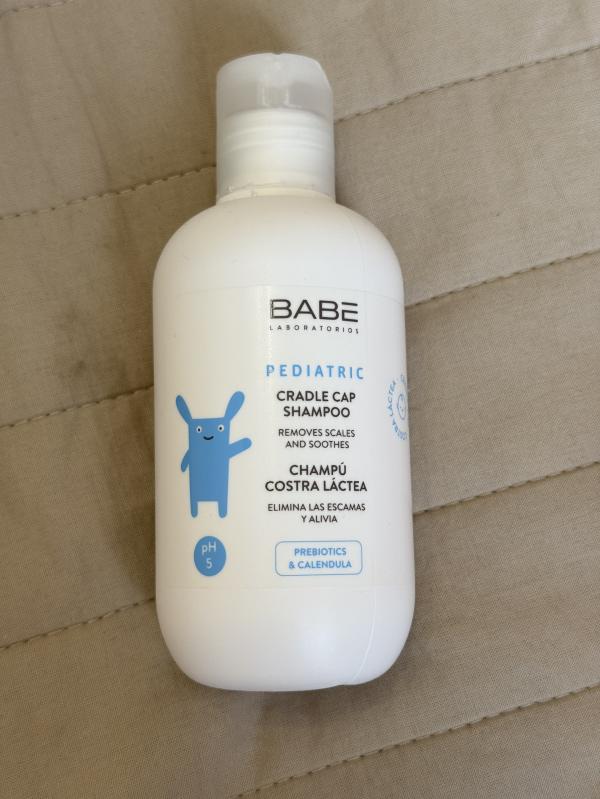 BABE
LABORATORIOS
PEDIATRIC
CRADLE CAP
SHAMPOO
REMOVES SCALES
AND SOOTHES
CHAMPÚ
COSTRA LÁCTEA
ELIMINA LAS ESCAMAS
Y ALIVIA
PREBIOTICS
& CALENDULA
pH
5
LÁCTEA